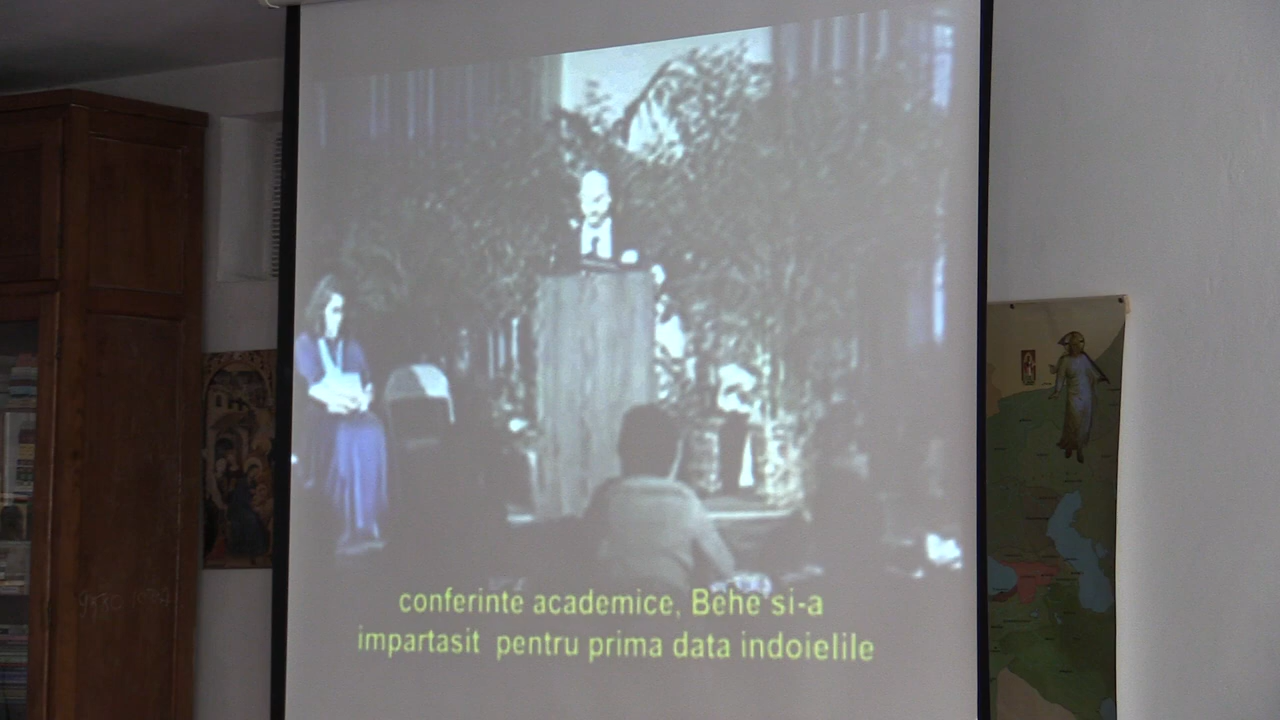 conferinte academice, Behe si-a
impartasit pentru prima data indoielile